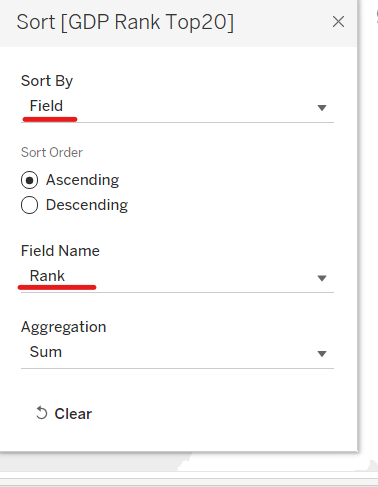 Sort [GDP Rank Top20]
Sort By
Field
Sort Order
Ascending
Descending
Field Name
Rank
Aggregation
Sum
Clear